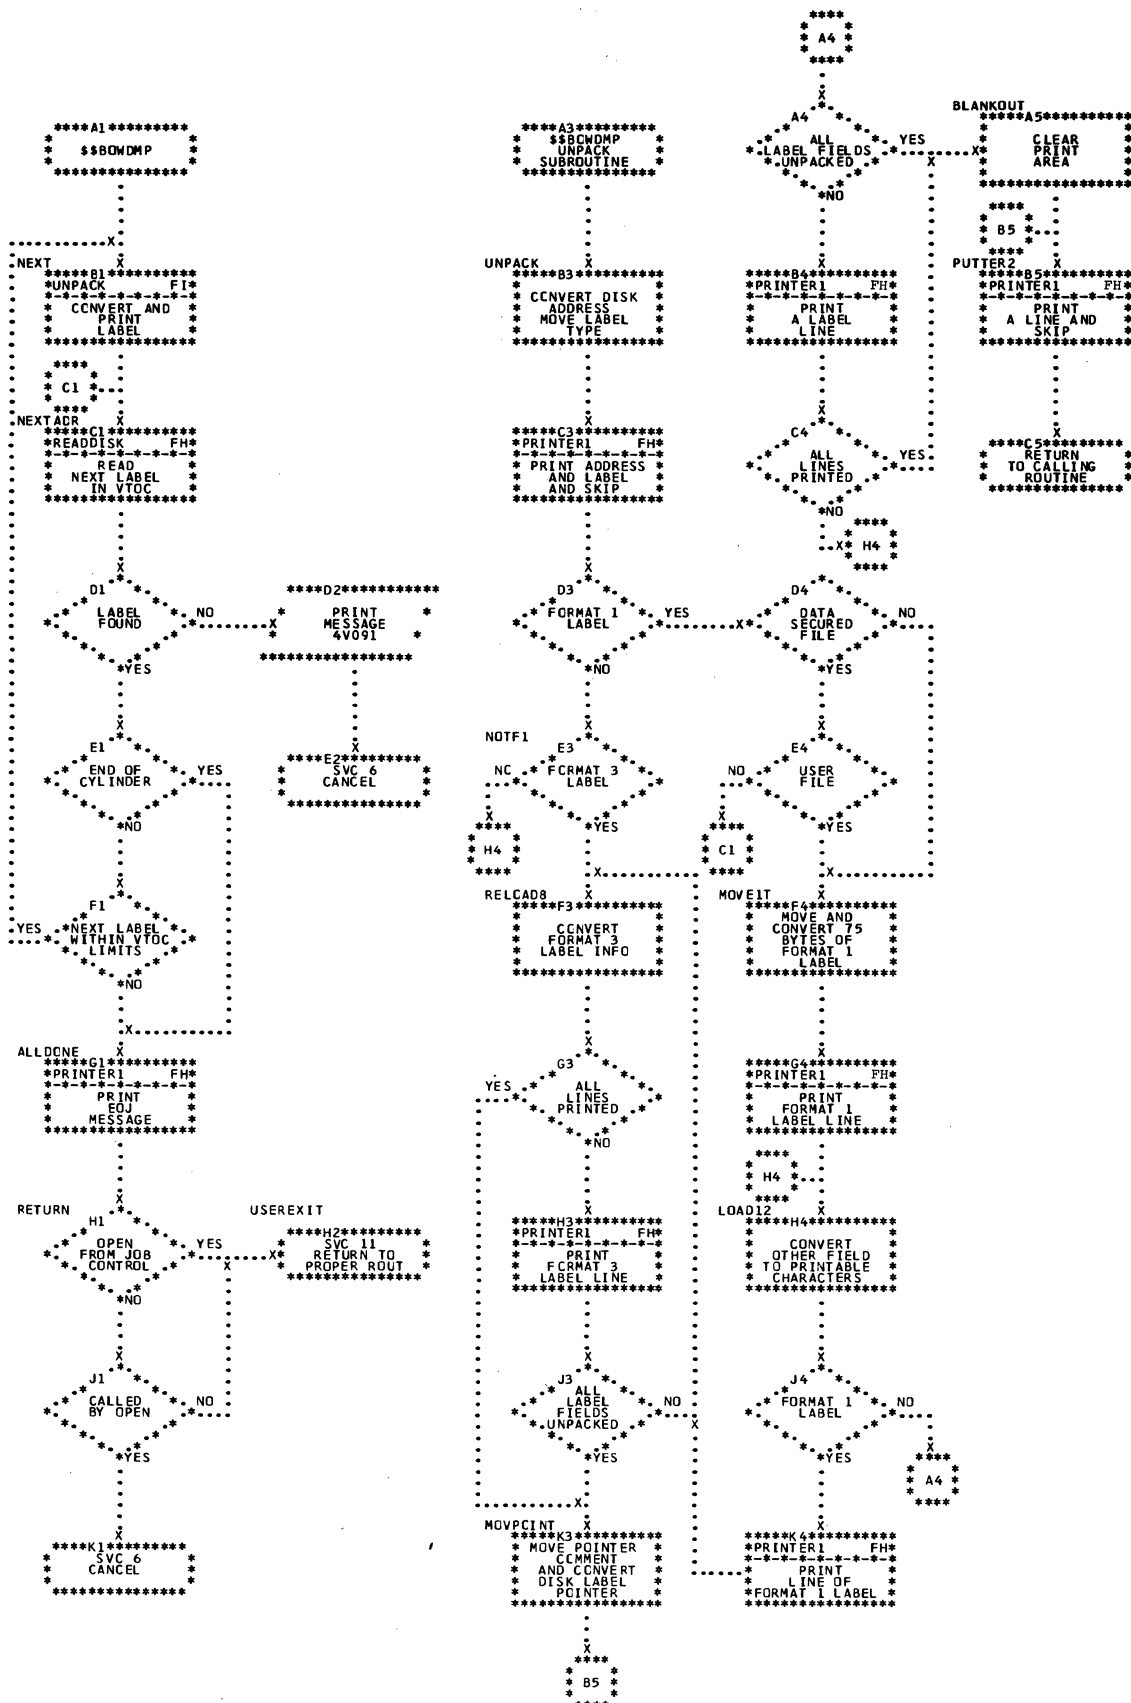 A4
A1
$$BOWDMP
NEXT
B1
UNPACK FI
CCNVERT AND
PRINT
LABEL
C1
NEXTADR
C1
READDISK FH
READ
NEXT LABEL
IN VTOC
D1
LABEL
FOUND
NO
YES
D2
PRINT
MESSAGE
4V091
E1
END OF
CYLINDER
YES
NO
E2
SVC 6
CANCEL
F1
YES
NEXT LABEL
WITHIN VTOC
LIMITS
NO
ALLDONE
G1
PRINTER1 FH
PRINT
EOJ
MESSAGE
RETURN
H1
OPEN
FROM JOB
CONTROL
YES
NO
USEREXIT
H2
SVC 11
RETURN TO
PROPER ROUT
J1
CALLED
BY OPEN
NO
YES
K1
SVC 6
CANCEL
A3
$$BOWDMP
UNPACK
SUBROUTINE
UNPACK
B3
CCNVERT DISK
ADDRESS
MOVE LABEL
TYPE
C3
PRINTER1 FH
PRINT ADDRESS
AND LABEL
AND SKIP
D3
FORMAT 1
LABEL
YES
NO
NOTF1
E3
NC
FCRMAT 3
LABEL
YES
H4
RELCAD8
F3
CCNVERT
FORMAT 3
LABEL INFO
G3
YES
ALL
LINES
PRINTED
NO
H3
PRINTER1 FH
PRINT
FCRMAT 3
LABEL LINE
J3
ALL
LABEL
FIELDS
UNPACKED
NO
YES
MOVPCINT
K3
MOVE POINTER
CCMMENT
AND CONVERT
DISK LABEL
POINTER
B5
A4
ALL
LABEL FIELDS
UNPACKED
YES
NO
B4
PRINTER1 FH
PRINT
A LABEL
LINE
C4
ALL
LINES
PRINTED
YES
NO
H4
D4
DATA
SECURED
FILE
NO
YES
E4
NO
USER
FILE
YES
C1
MOVE1T
F4
MOVE AND
CONVERT 75
BYTES OF
FORMAT 1
LABEL
G4
PRINTER1 FH
PRINT
FORMAT 1
LABEL LINE
H4
LOAD12
H4
CONVERT
OTHER FIELD
TO PRINTABLE
CHARACTERS
J4
FORMAT 1
LABEL
NO
YES
A4
K4
PRINTER1 FH
PRINT
LINE OF
FORMAT 1 LABEL
BLANKOUT
A5
CLEAR
PRINT
AREA
B5
PUTTER2
B5
PRINTER1 FH
PRINT
A LINE AND
SKIP
C5
RETURN
TO CALLING
ROUTINE